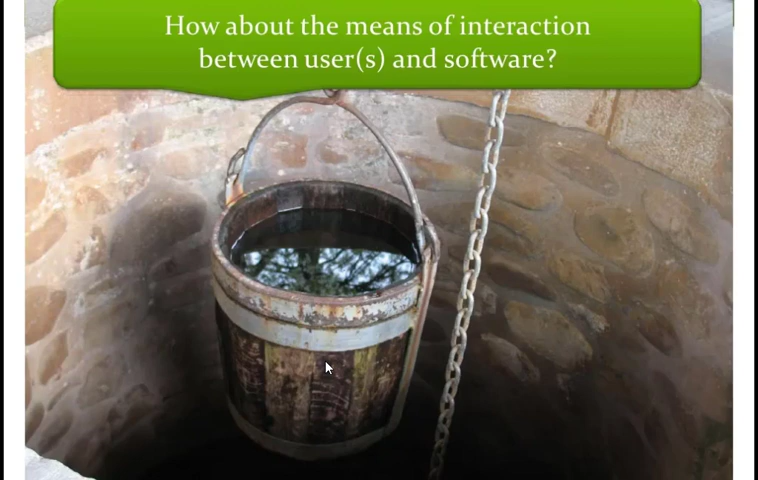 How about the means of interaction
between user(s) and software?